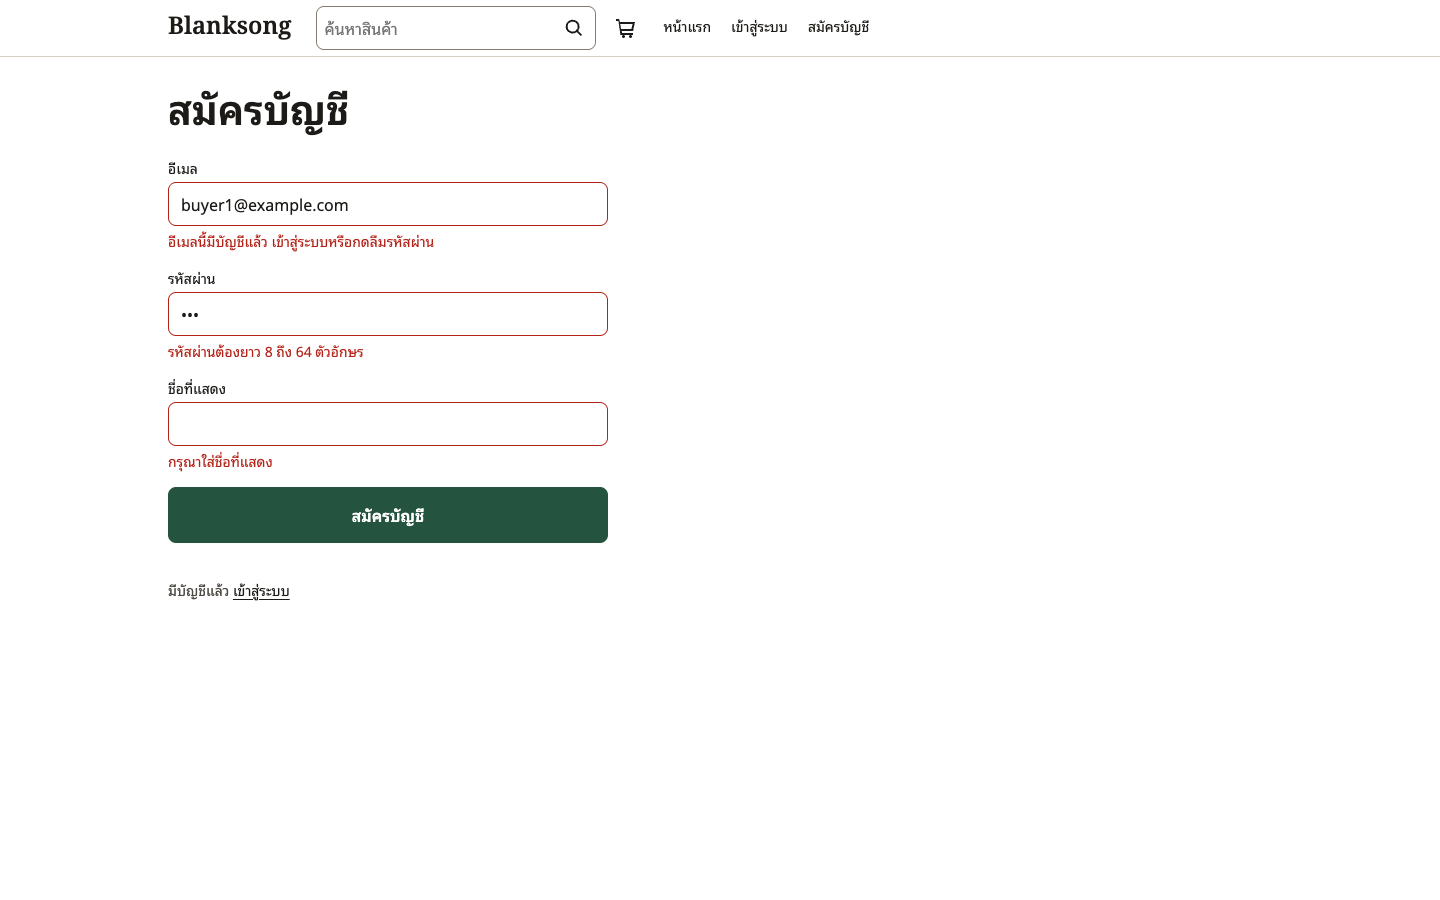 Blanksong
ค้นหาสินค้า
หน้าแรก เข้าสู่ระบบ สมัครบัญชี
สมัครบัญชี
อีเมล
buyer1@example.com
อีเมลนี้มีบัญชีแล้ว เข้าสู่ระบบหรือกดลืมรหัสผ่าน
รหัสผ่าน
•••
รหัสผ่านต้องยาว 8 ถึง 64 ตัวอักษร
ชื่อที่แสดง
กรุณาใส่ชื่อที่แสดง
สมัครบัญชี
มีบัญชีแล้ว เข้าสู่ระบบ